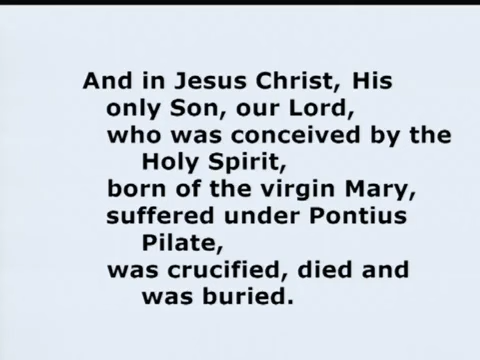 And in Jesus Christ, His
only Son, our Lord,
who was conceived by the
Holy Spirit,
born of the virgin Mary,
suffered under Pontius
Pilate,
was crucified, died and
was buried.